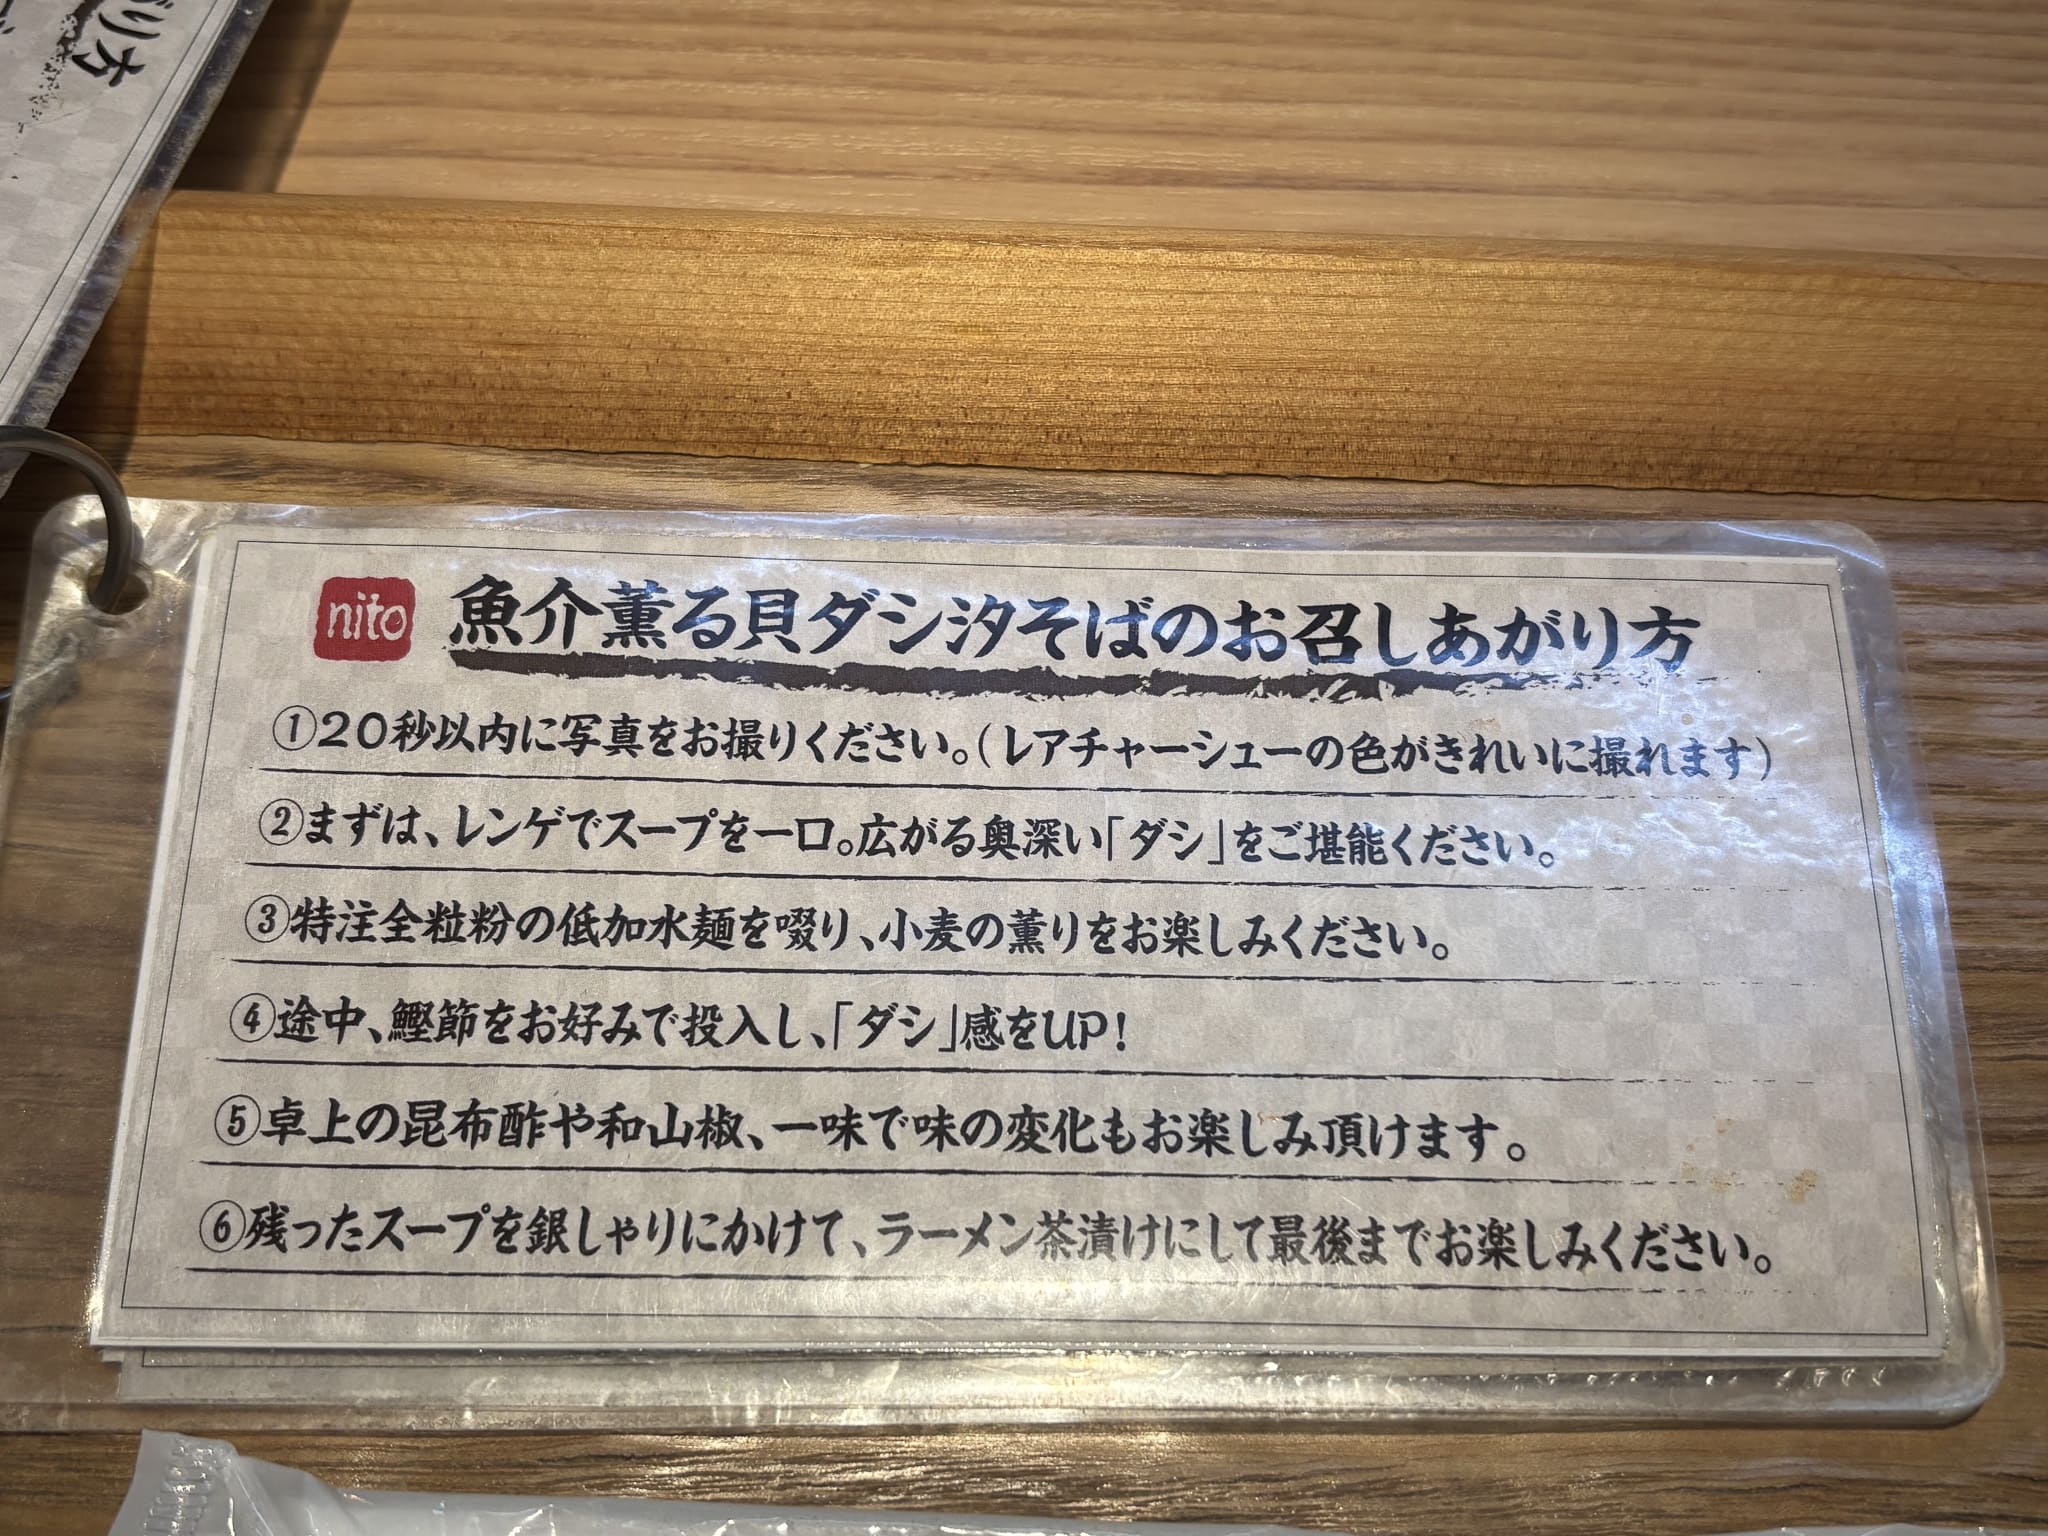 り方
nito
魚介薫る貝ダシ汐そばのお召しあがり方
①20秒以内に写真をお撮りください。(レアチャーシューの色がきれいに撮れます)
②まずは、レンゲでスープを一口。広がる奥深い「ダシ」をご堪能ください。
③特注全粒粉の低加水麺を啜り、小麦の薫りをお楽しみください。
④途中、鰹節をお好みで投入し、「ダシ」感をUP!
⑤卓上の昆布酢や和山椒、一味で味の変化もお楽しみ頂けます。
⑥残ったスープを銀しゃりにかけて、ラーメン茶漬けにして最後までお楽しみください。